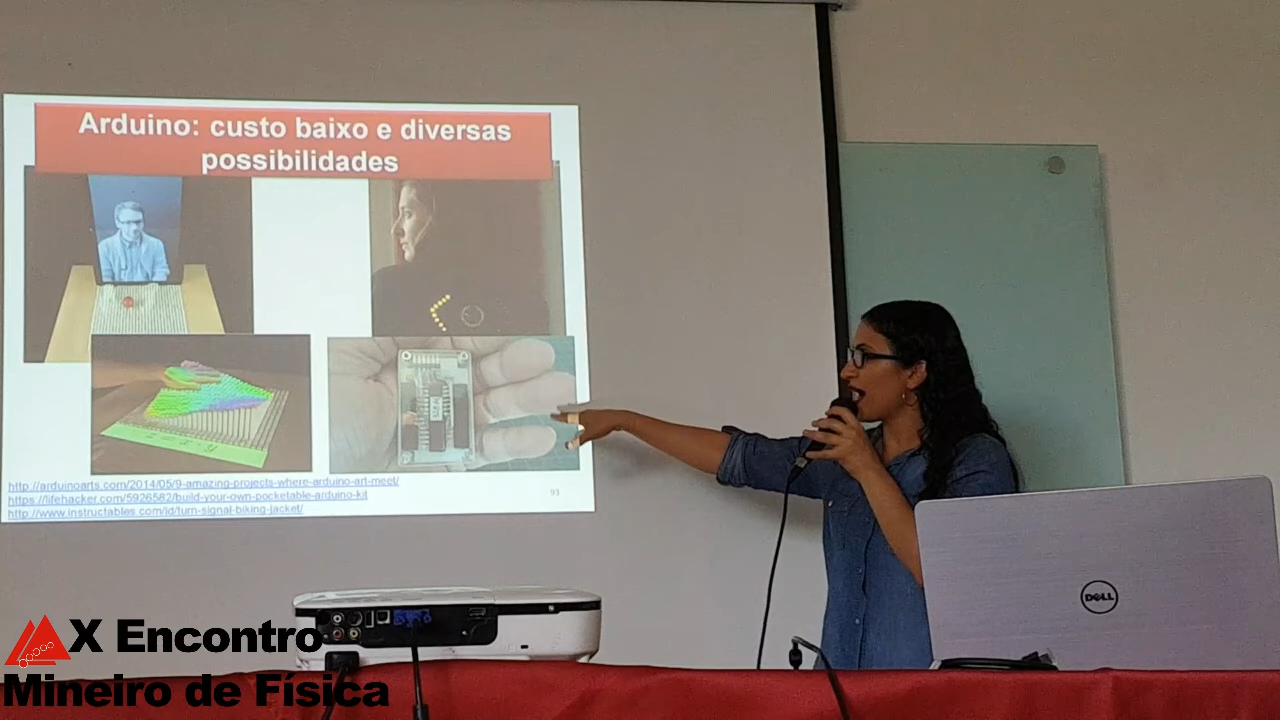 Arduino: custo baixo e diversas
possibilidades
http://arduinoarts.com/2014/05/9-amazing-projects-where-arduino-art-meet/
https://lifehacker.com/5926582/build-your-own-pocketable-arduino-kit
http://www.instructables.com/id/turn-signal-biking-jacket/
93
DELL
X Encontro
Mineiro de Física